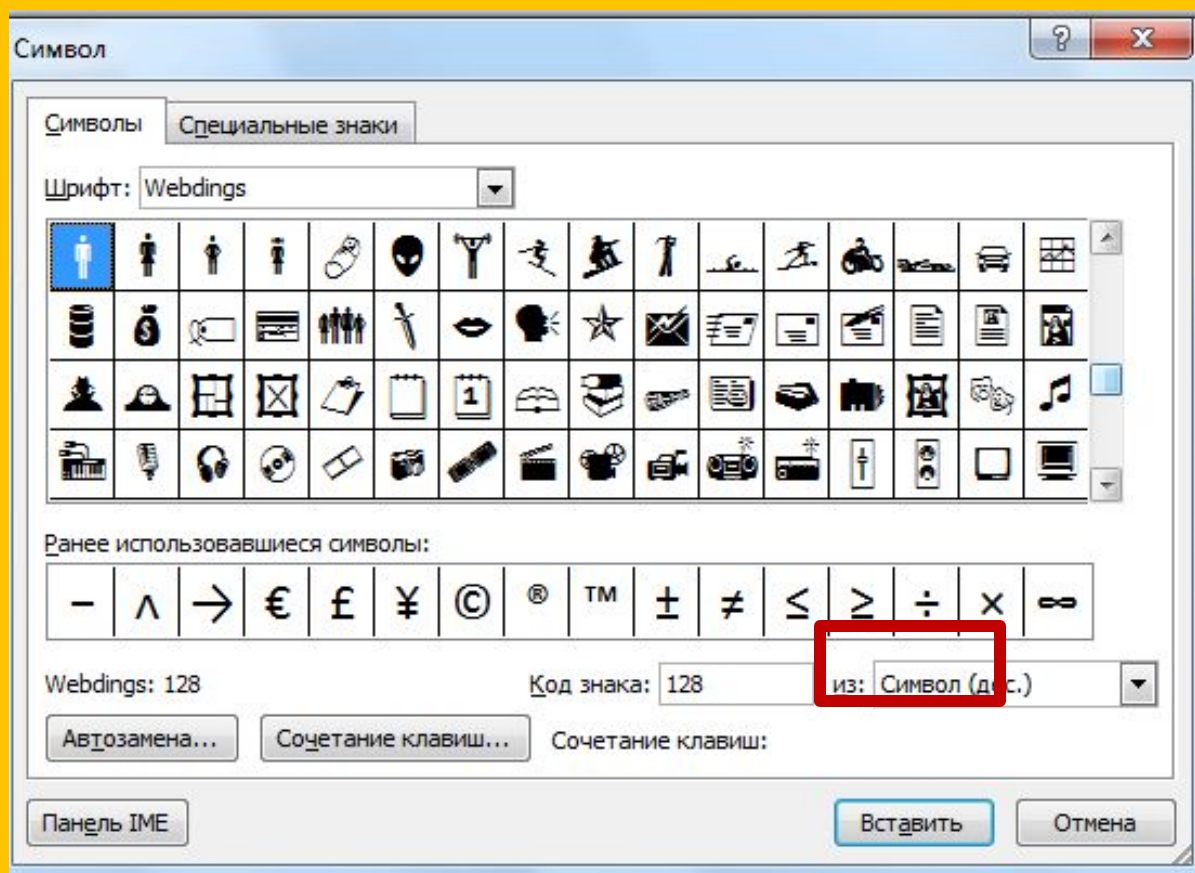 Символ
Символы Специальные знаки
Шрифт: Webdings
1
Ранее использовавшиеся символы:
− ∧ → € £ ¥ © ® ™ ± ≠ ≤ ≥ ÷ × ∞
Webdings: 128 Код знака: 128 из: Символ (дес.)
Автозамена... Сочетание клавиш... Сочетание клавиш:
Панель IME Вставить Отмена